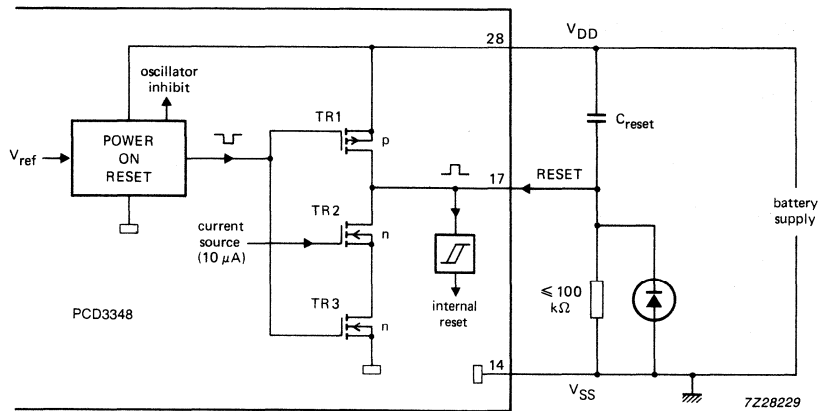 28
V_DD
oscillator
inhibit
TR1
p
C_reset
V_ref
POWER
ON
RESET
17
RESET
battery
supply
TR2
n
current
source
(10 μA)
≤ 100
kΩ
internal
reset
TR3
n
PCD3348
14
V_SS
7Z28229